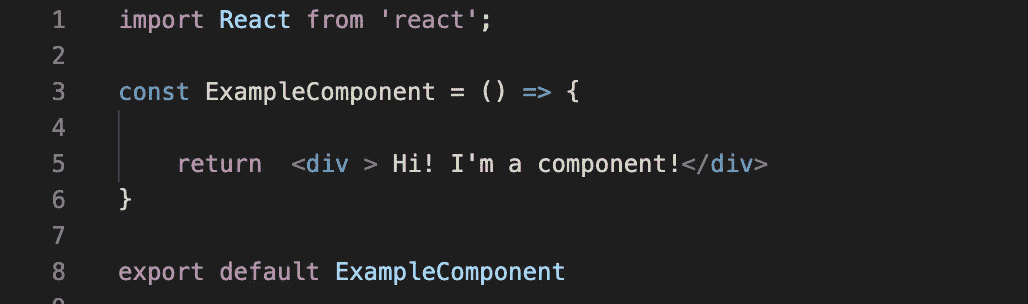 1 import React from 'react';
2
3 const ExampleComponent = () => {
4
5 return  <div > Hi! I'm a component!</div>
6 }
7
8 export default ExampleComponent